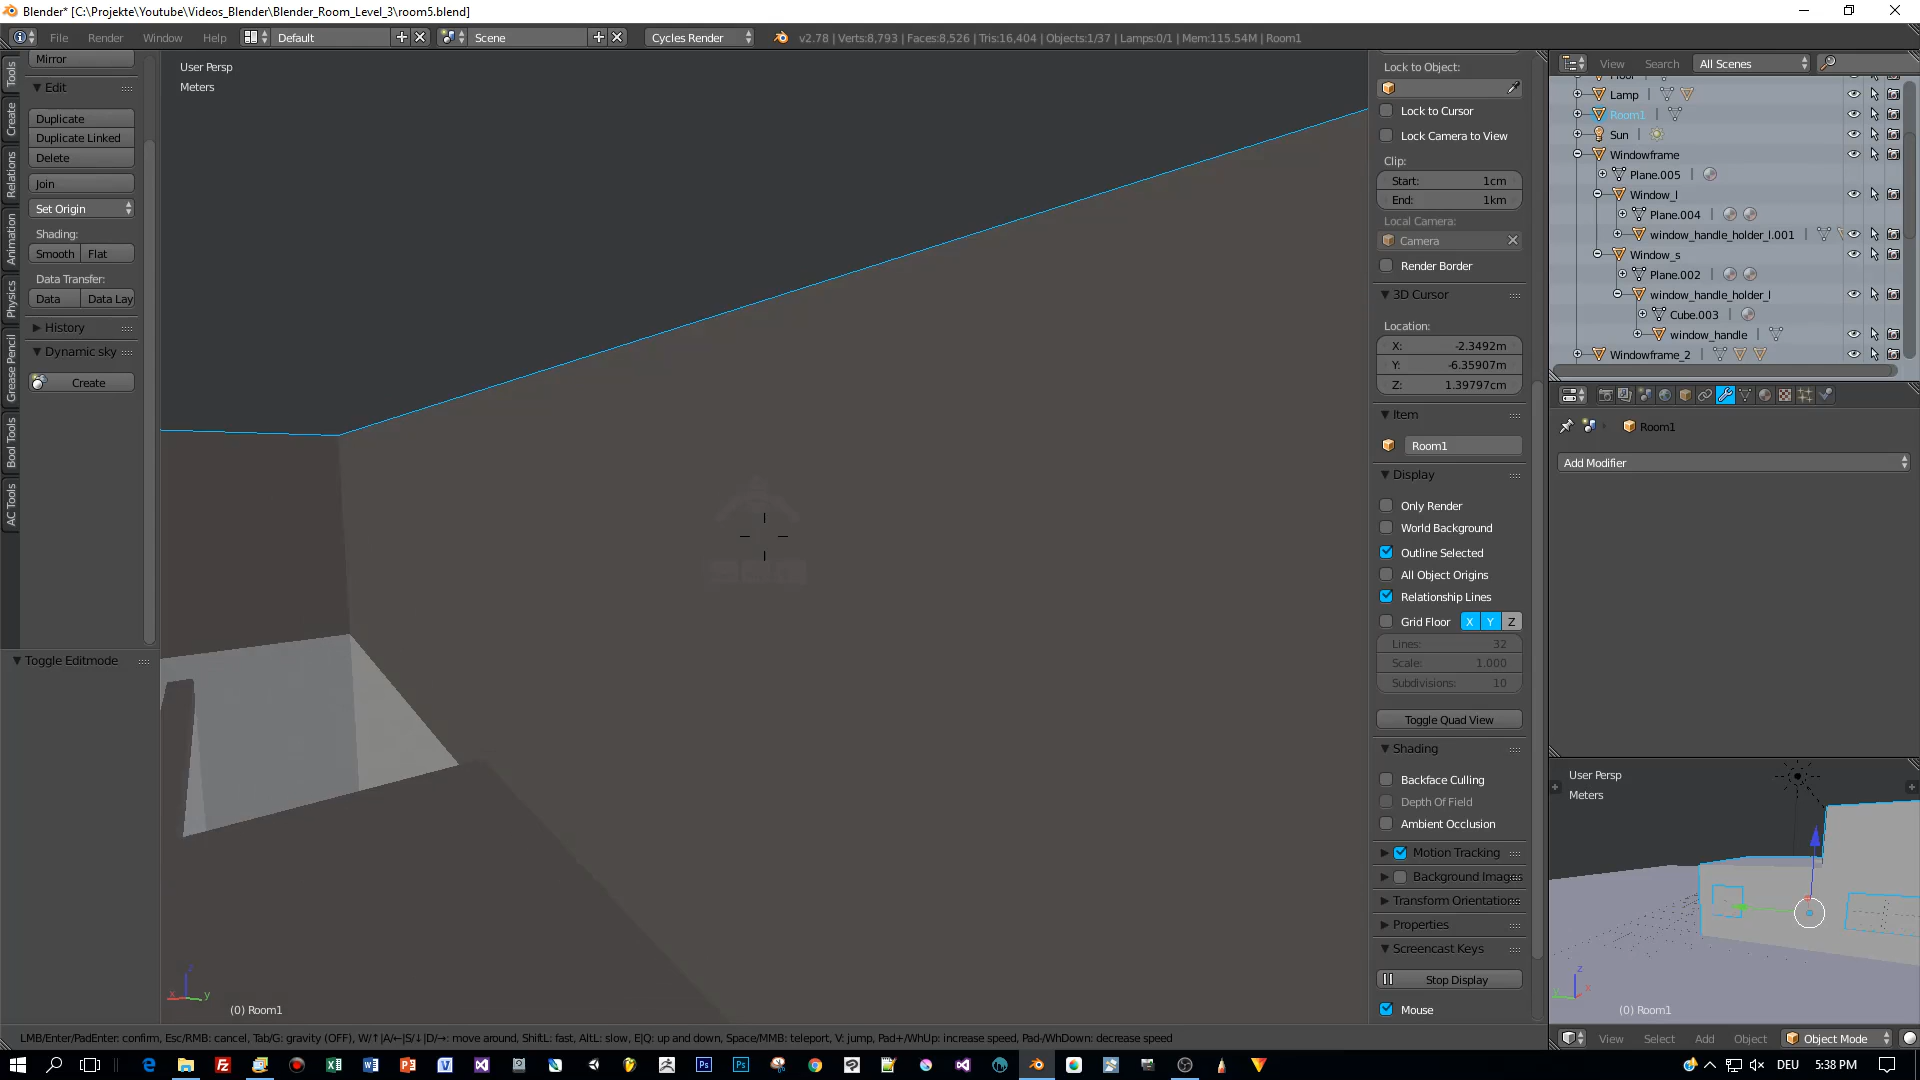 Blender* [C:\Projekte\Youtube\Videos_Blender\Blender_Room_Level_3\room5.blend]
File Render Window Help Default Scene Cycles Render v2.78 | Verts:8,793 | Faces:8,526 | Tris:16,404 | Objects:1/37 | Lamps:0/1 | Mem:115.54M | Room1
Tools
Create
Relations
Animation
Physics
Grease Pencil
Bool Tools
AC Tools
Mirror
Edit
Duplicate
Duplicate Linked
Delete
Join
Set Origin
Shading:
Smooth Flat
Data Transfer:
Data Data Lay
History
Dynamic sky
Create
Toggle Editmode
User Persp
Meters
(0) Room1
Lock to Object:
Lock to Cursor
Lock Camera to View
Clip:
Start: 1cm
End: 1km
Local Camera:
Camera
Render Border
3D Cursor
Location:
X: -2.3492m
Y: -6.35907m
Z: 1.39797cm
Item
Room1
Display
Only Render
World Background
Outline Selected
All Object Origins
Relationship Lines
Grid Floor X Y Z
Lines: 32
Scale: 1.000
Subdivisions: 10
Toggle Quad View
Shading
Backface Culling
Depth Of Field
Ambient Occlusion
Motion Tracking
Background Images
Transform Orientations
Properties
Screencast Keys
Stop Display
Mouse
View Search All Scenes
Floor
Lamp
Room1
Sun
Windowframe
Plane.005
Window_l
Plane.004
window_handle_holder_l.001
Window_s
Plane.002
window_handle_holder_l
Cube.003
window_handle
Windowframe_2
Room1
Add Modifier
User Persp
Meters
(0) Room1
View Select Add Object Object Mode
LMB/Enter/PadEnter: confirm, Esc/RMB: cancel, Tab/G: gravity (OFF), W/↑|A/←|S/↓|D/→: move around, ShiftL: fast, AltL: slow, E|Q: up and down, Space/MMB: teleport, V: jump, Pad+/WhUp: increase speed, Pad-/WhDown: decrease speed
DEU 5:38 PM